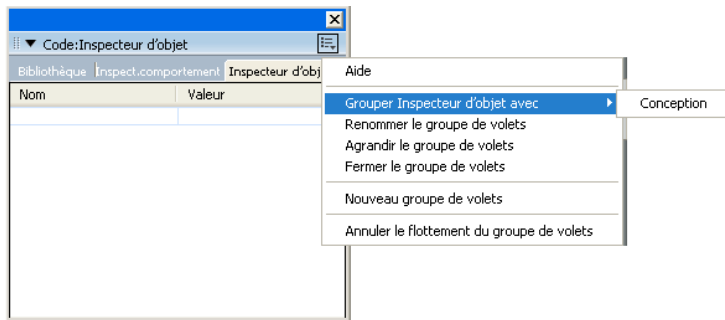 Code:Inspecteur d'objet
Bibliothèque Inspect.comportement Inspecteur d'obj
Nom Valeur
Aide
Grouper Inspecteur d'objet avec
Conception
Renommer le groupe de volets
Agrandir le groupe de volets
Fermer le groupe de volets
Nouveau groupe de volets
Annuler le flottement du groupe de volets